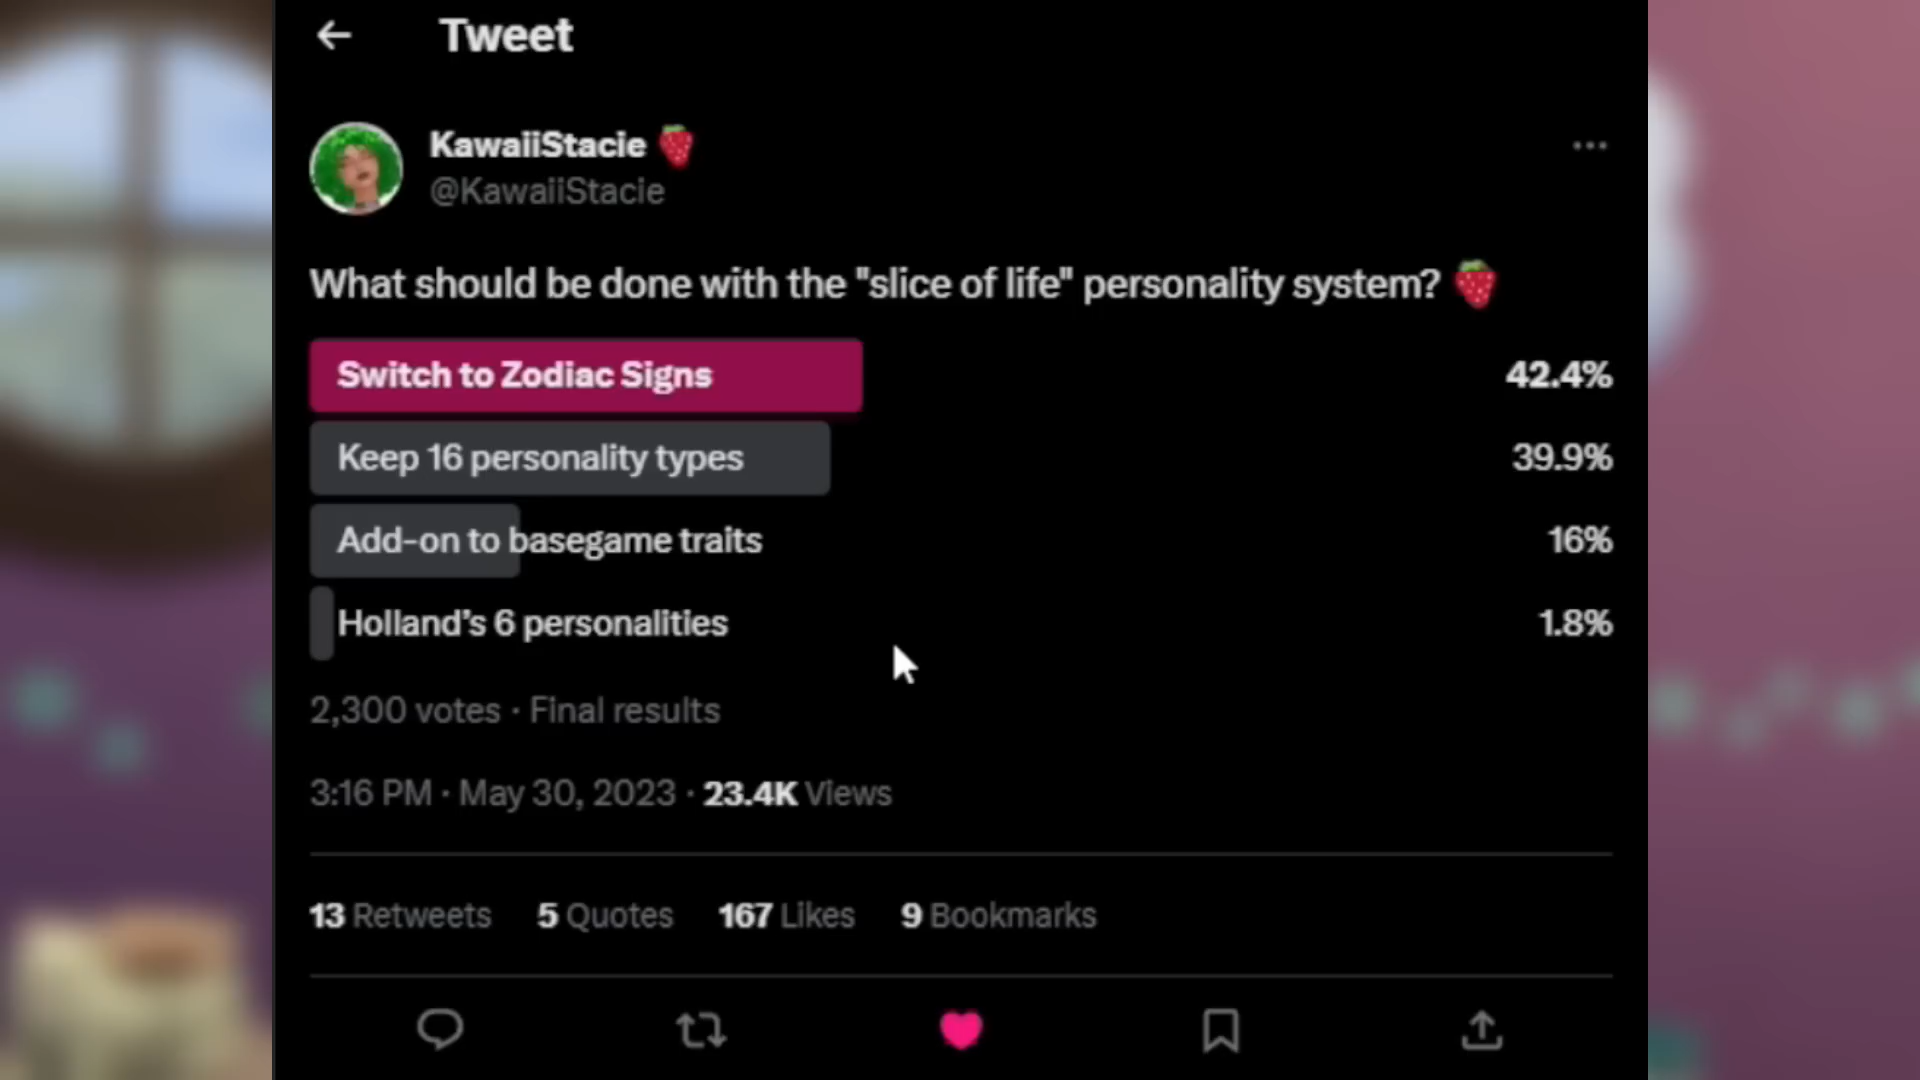 Tweet
KawaiiStacie 🍓
@KawaiiStacie
What should be done with the "slice of life" personality system? 🍓
Switch to Zodiac Signs 42.4%
Keep 16 personality types 39.9%
Add-on to basegame traits 16%
Holland's 6 personalities 1.8%
2,300 votes · Final results
3:16 PM · May 30, 2023 · 23.4K Views
13 Retweets 5 Quotes 167 Likes 9 Bookmarks